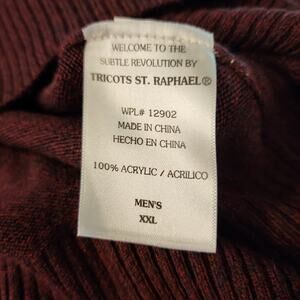 WELCOME TO THE
SUBTLE REVOLUTION BY
TRICOTS ST. RAPHAEL®
WPL# 12902
MADE IN CHINA
HECHO EN CHINA
100% ACRYLIC / ACRILICO
MEN'S
XXL